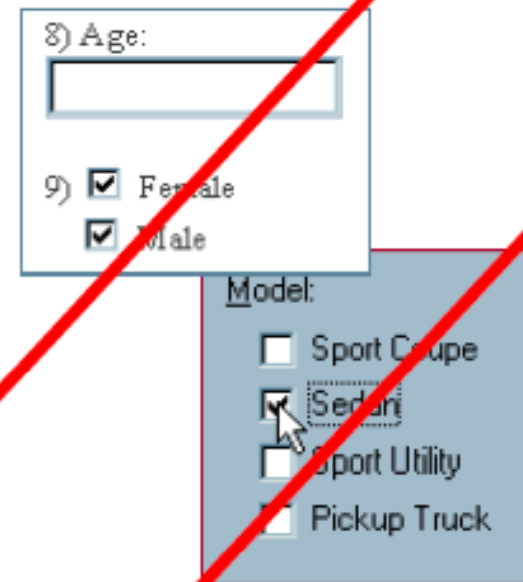 8) Age:
9) Female
Male
Model:
Sport Coupe
Sedan
Sport Utility
Pickup Truck